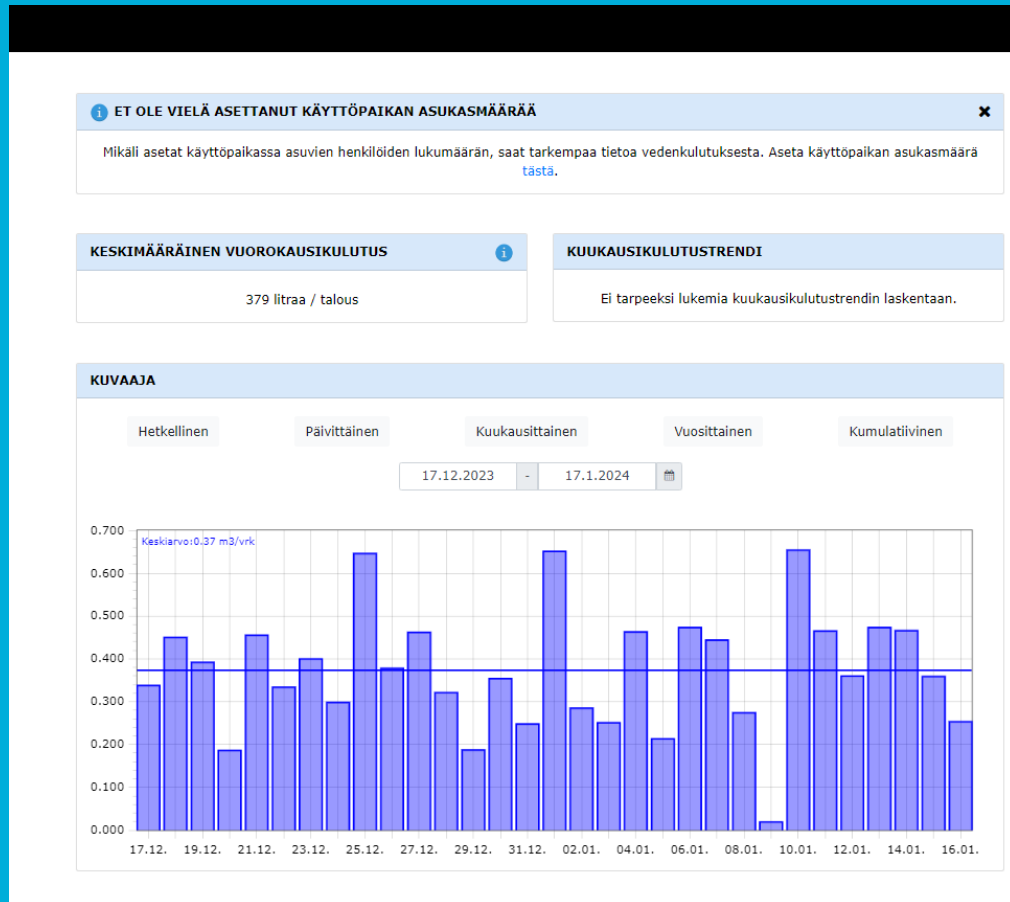 ET OLE VIELÄ ASETTANUT KÄYTTÖPAIKAN ASUKASMÄÄRÄÄ
Mikäli asetat käyttöpaikassa asuvien henkilöiden lukumäärän, saat tarkempaa tietoa vedenkulutuksesta. Aseta käyttöpaikan asukasmäärä
tästä.
KESKIMÄÄRÄINEN VUOROKAUSIKULUTUS
379 litraa / talous
KUUKAUSIKULUTUSTRENDI
Ei tarpeeksi lukemia kuukausikulutustrendin laskentaan.
KUVAAJA
Hetkellinen Päivittäinen Kuukausittainen Vuosittainen Kumulatiivinen
17.12.2023 - 17.1.2024
Keskiarvo:0.37 m3/vrk
0.700
0.600
0.500
0.400
0.300
0.200
0.100
0.000
17.12. 19.12. 21.12. 23.12. 25.12. 27.12. 29.12. 31.12. 02.01. 04.01. 06.01. 08.01. 10.01. 12.01. 14.01. 16.01.